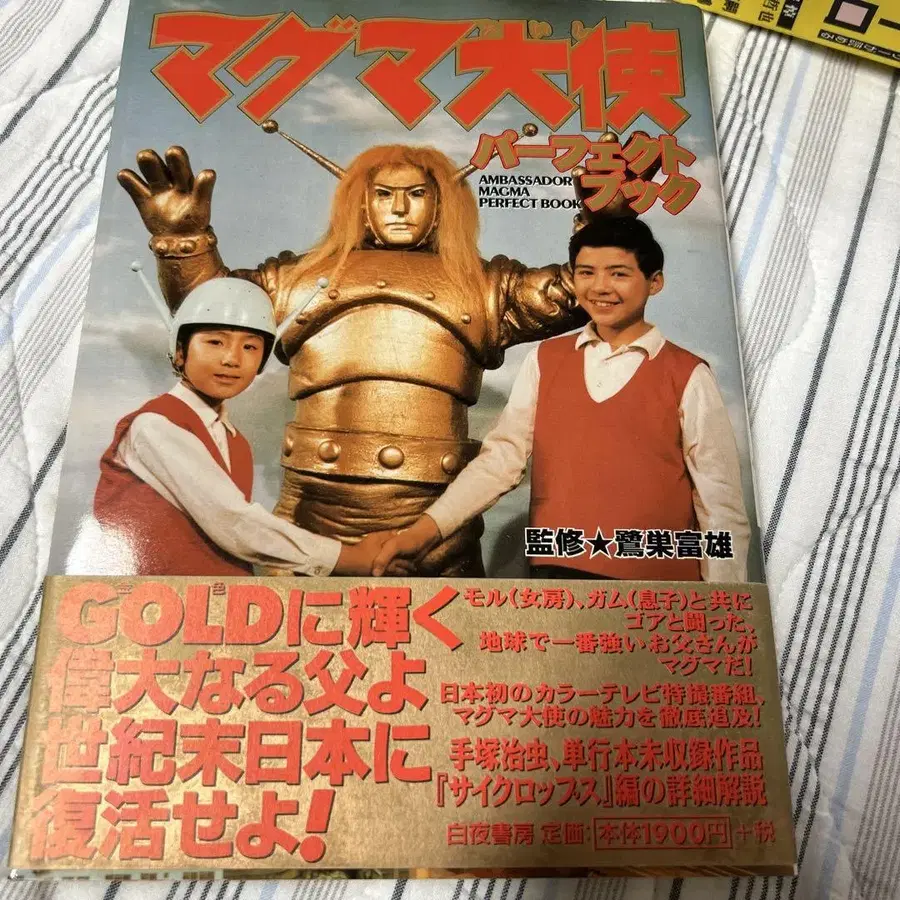 マグマ大使
たいし
パーフェクト
ブック
AMBASSADOR
MAGMA
PERFECT BOOK
監修★鷺巣富雄
金色
GOLDに輝く
偉大なる父よ
世紀末日本に
復活せよ!
モル(女房)、ガム(息子)と共に
ゴアと闘った、
地球で一番強いお父さんが
マグマだ!
日本初のカラーテレビ特撮番組、
マグマ大使の魅力を徹底追及!
手塚治虫、単行本未収録作品
『サイクロップス』編の詳細解説
白夜書房 定価:本体1900円+税